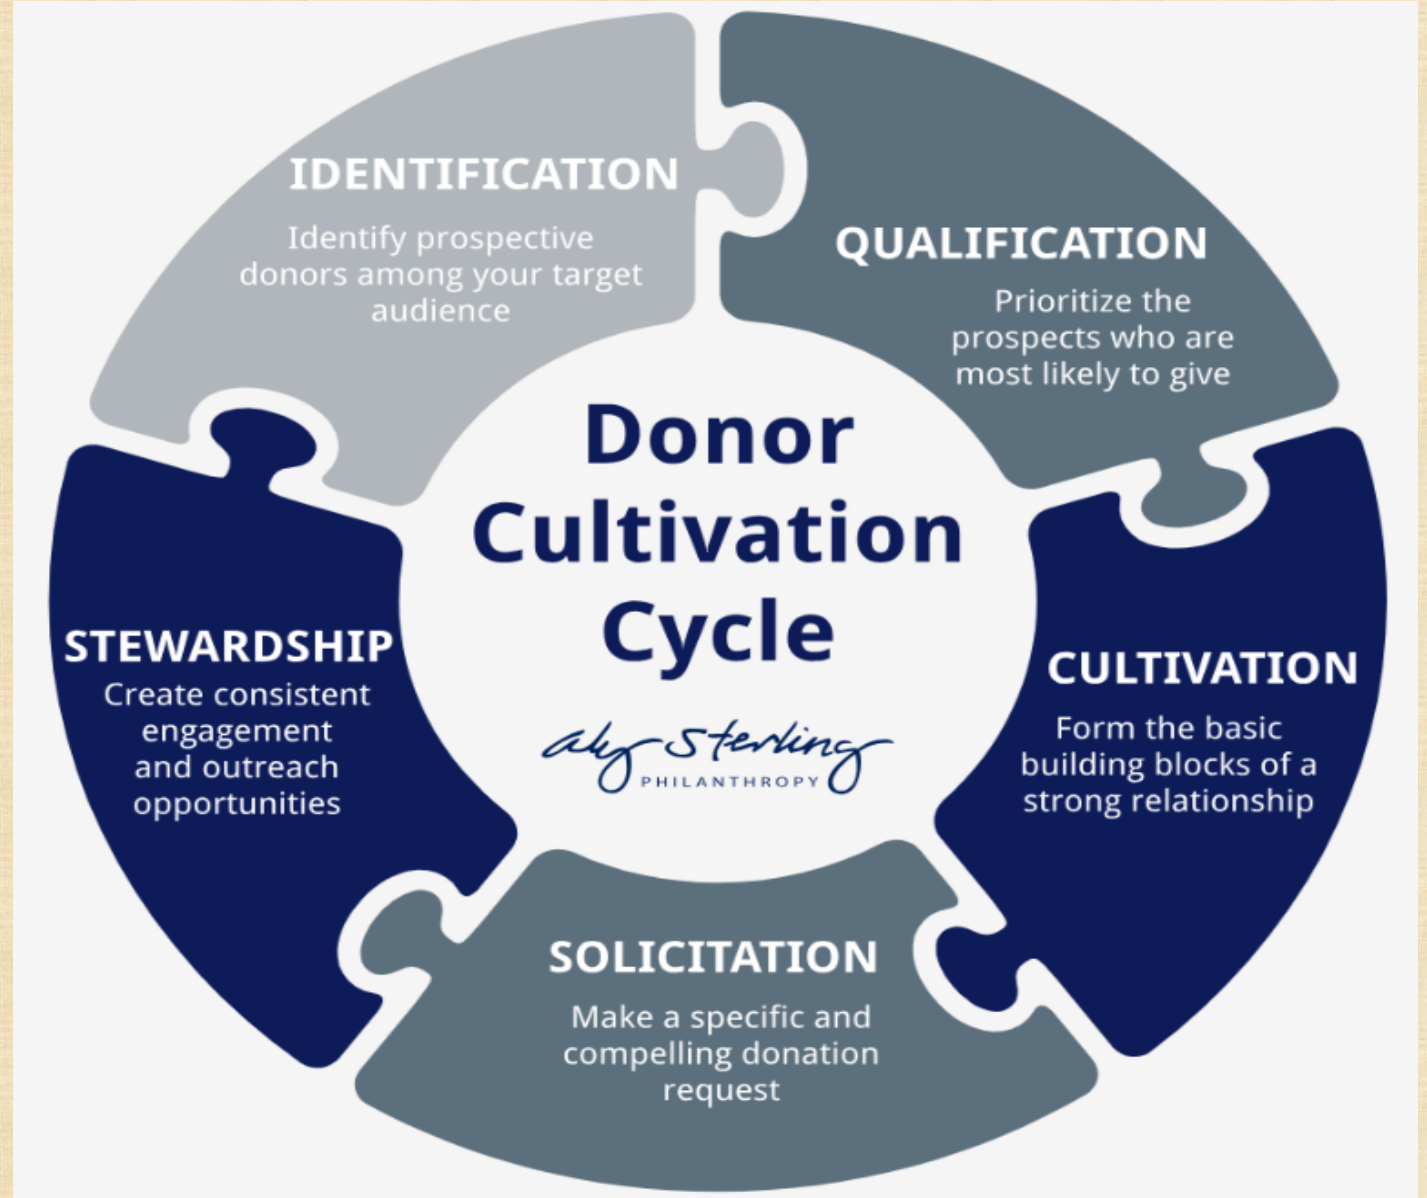 IDENTIFICATION
Identify prospective
donors among your target
audience
QUALIFICATION
Prioritize the
prospects who are
most likely to give
Donor
Cultivation
Cycle
aly sterling
PHILANTHROPY
CULTIVATION
Form the basic
building blocks of a
strong relationship
SOLICITATION
Make a specific and
compelling donation
request
STEWARDSHIP
Create consistent
engagement
and outreach
opportunities